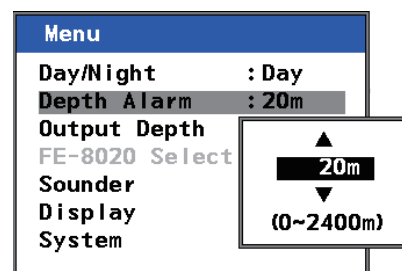 Menu
Day/Night : Day
Depth Alarm : 20m
Output Depth
FE-8020 Select
Sounder
Display
System
▲
20m
▼
(0~2400m)